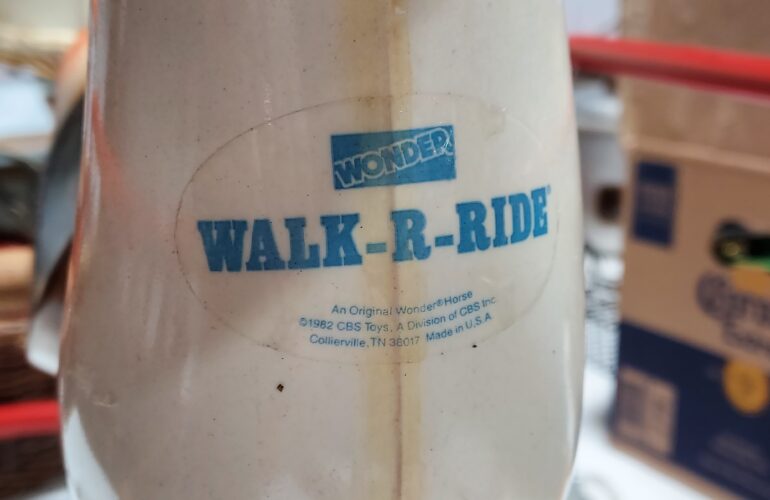 WONDER
WALK-R-RIDE®
An Original Wonder® Horse
©1982 CBS Toys, A Division of CBS Inc.
Collierville, TN 38017 Made in U.S.A